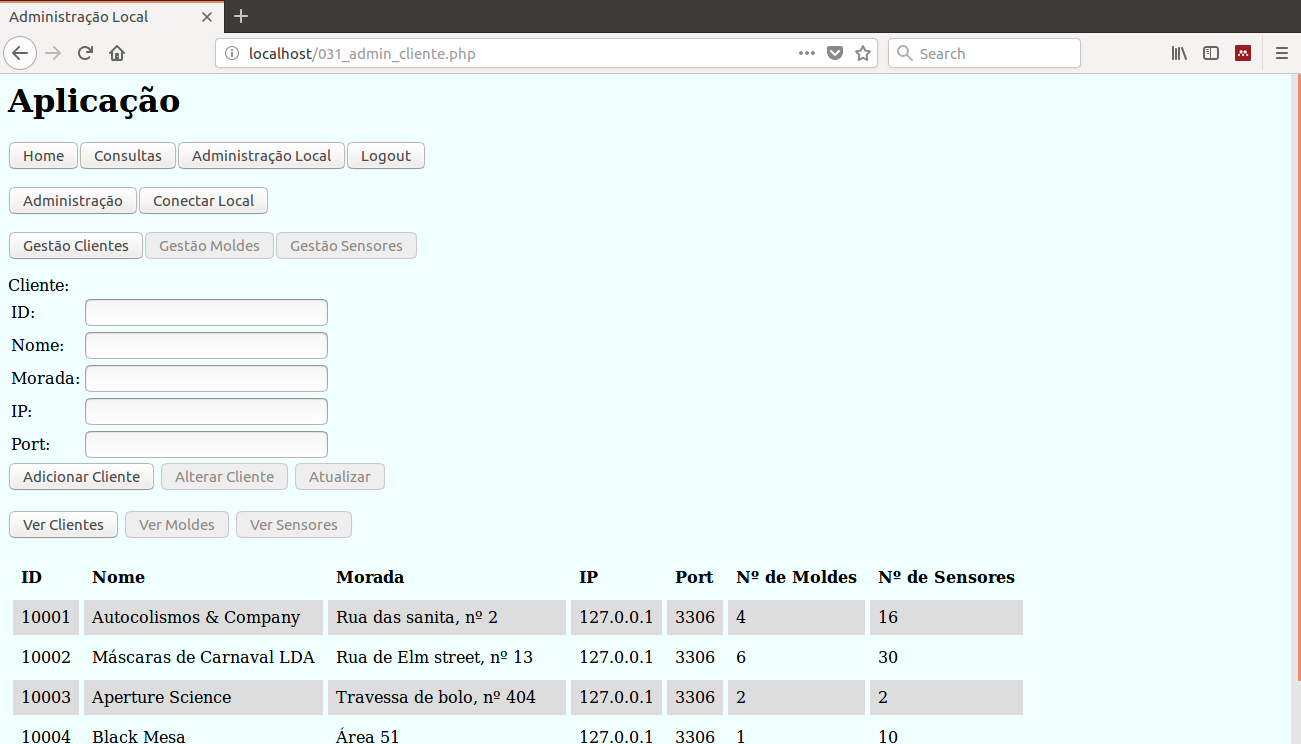 Administração Local
localhost/031_admin_cliente.php
Search
Aplicação
Home Consultas Administração Local Logout
Administração Conectar Local
Gestão Clientes Gestão Moldes Gestão Sensores
Cliente:
ID:
Nome:
Morada:
IP:
Port:
Adicionar Cliente Alterar Cliente Atualizar
Ver Clientes Ver Moldes Ver Sensores
ID Nome Morada IP Port Nº de Moldes Nº de Sensores
10001 Autocolismos & Company Rua das sanita, nº 2 127.0.0.1 3306 4 16
10002 Máscaras de Carnaval LDA Rua de Elm street, nº 13 127.0.0.1 3306 6 30
10003 Aperture Science Travessa de bolo, nº 404 127.0.0.1 3306 2 2
10004 Black Mesa Área 51 127.0.0.1 3306 1 10